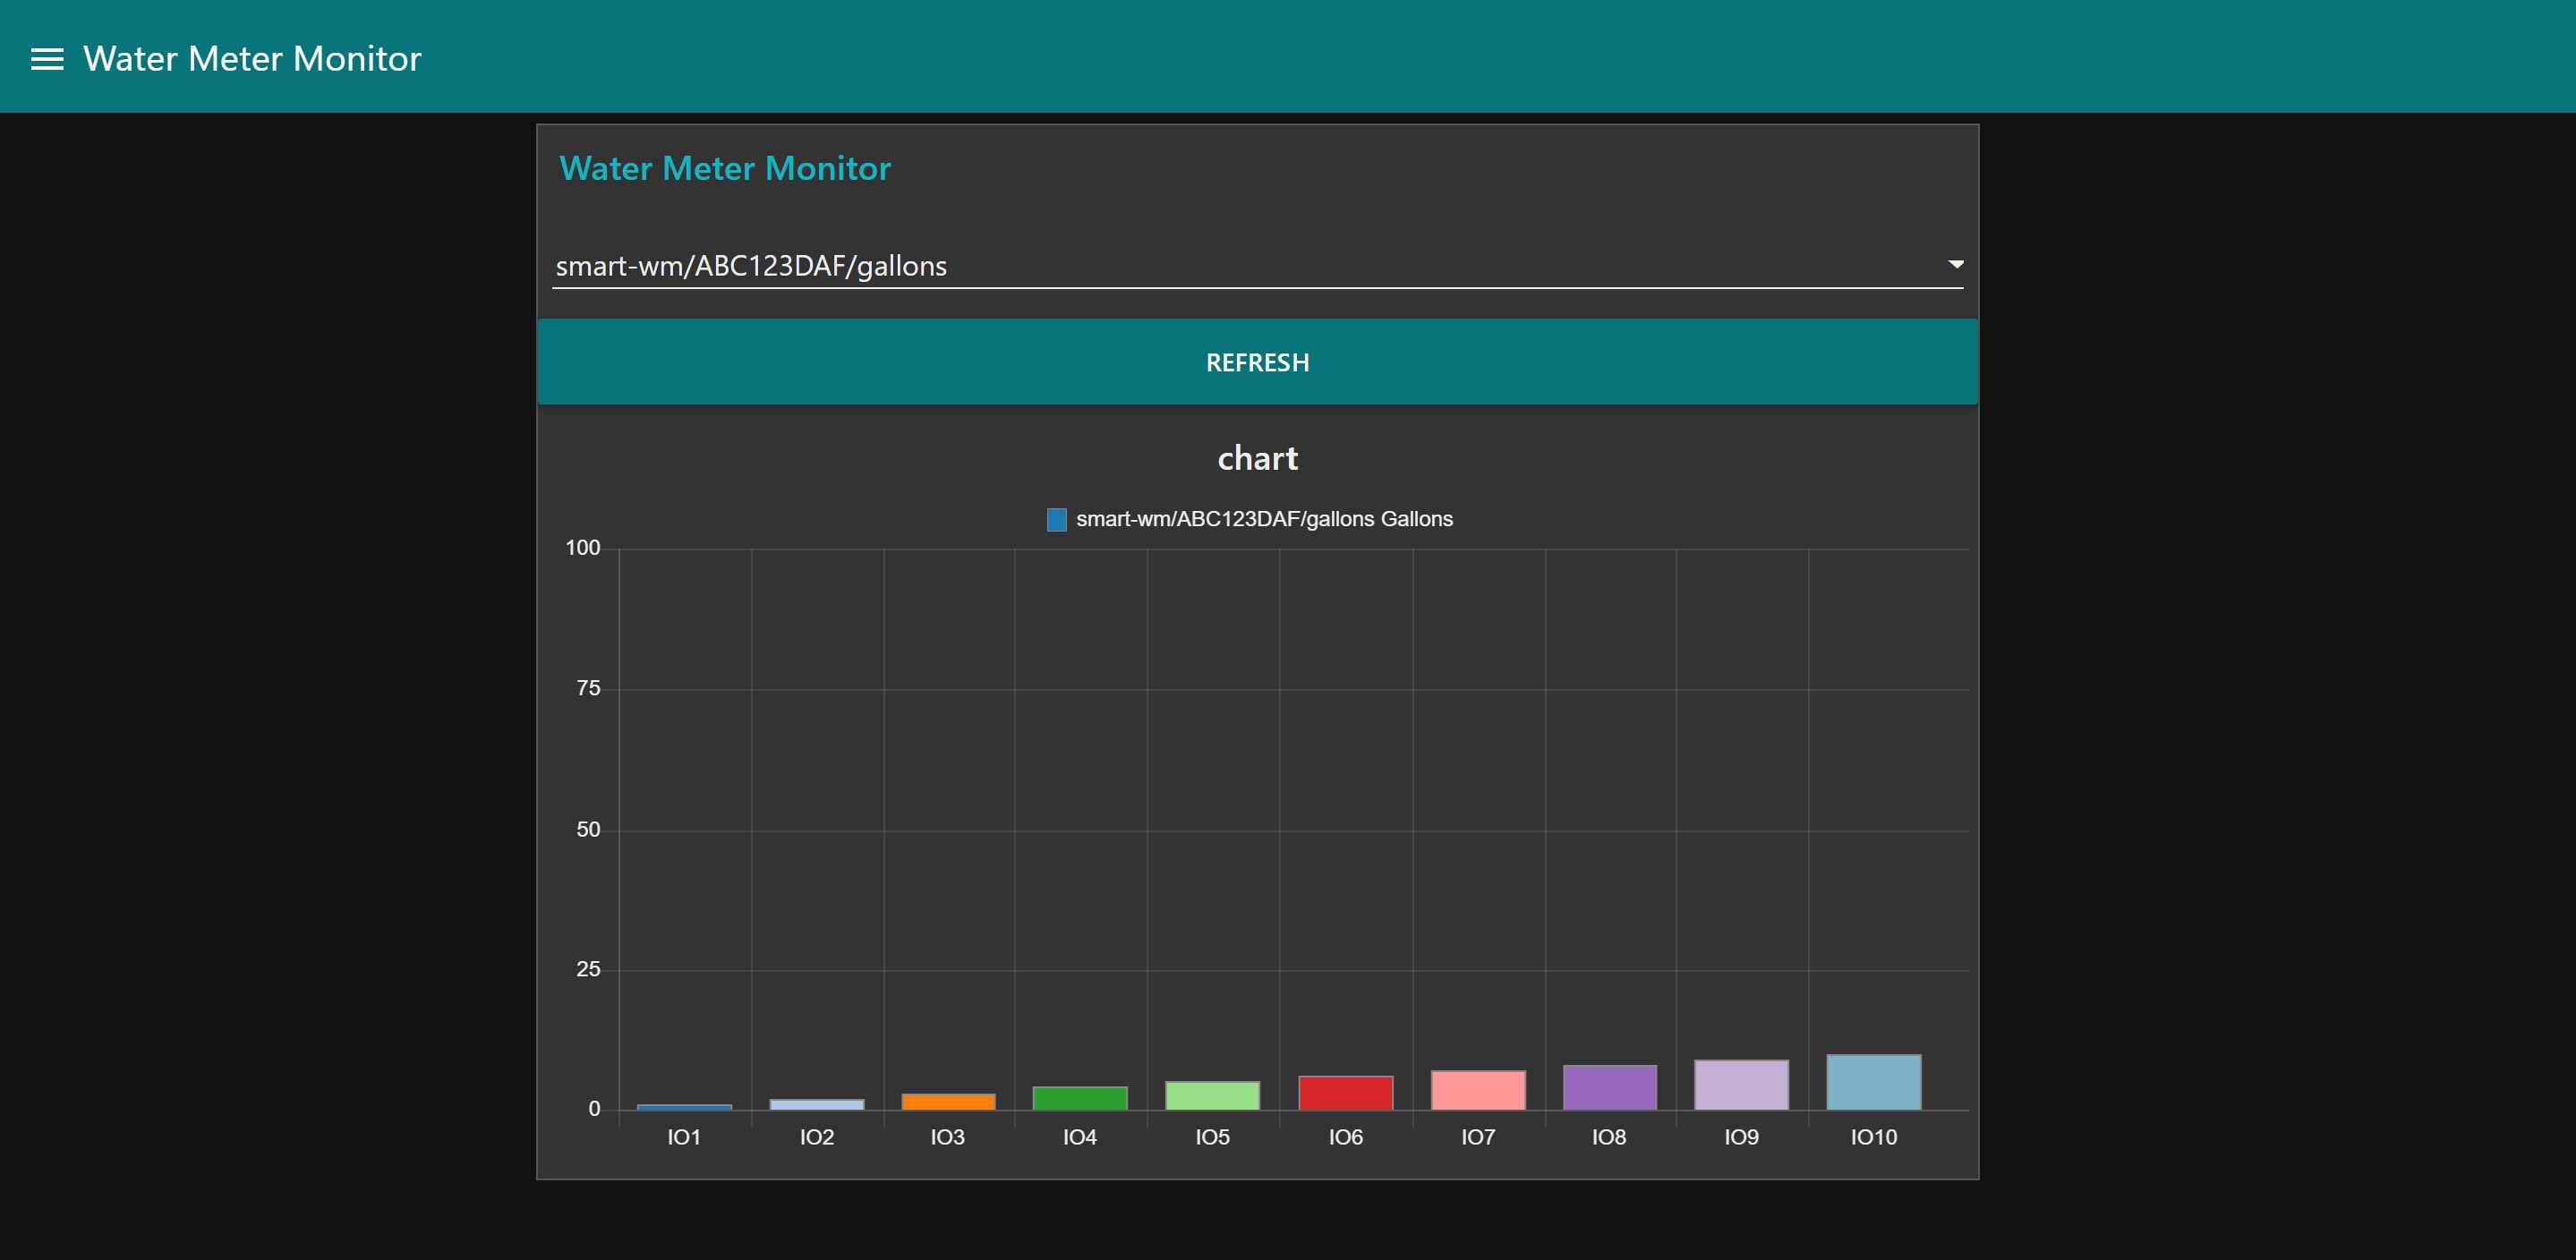 Water Meter Monitor
Water Meter Monitor
smart-wm/ABC123DAF/gallons
REFRESH
chart
smart-wm/ABC123DAF/gallons Gallons
100
75
50
25
0
IO1 IO2 IO3 IO4 IO5 IO6 IO7 IO8 IO9 IO10